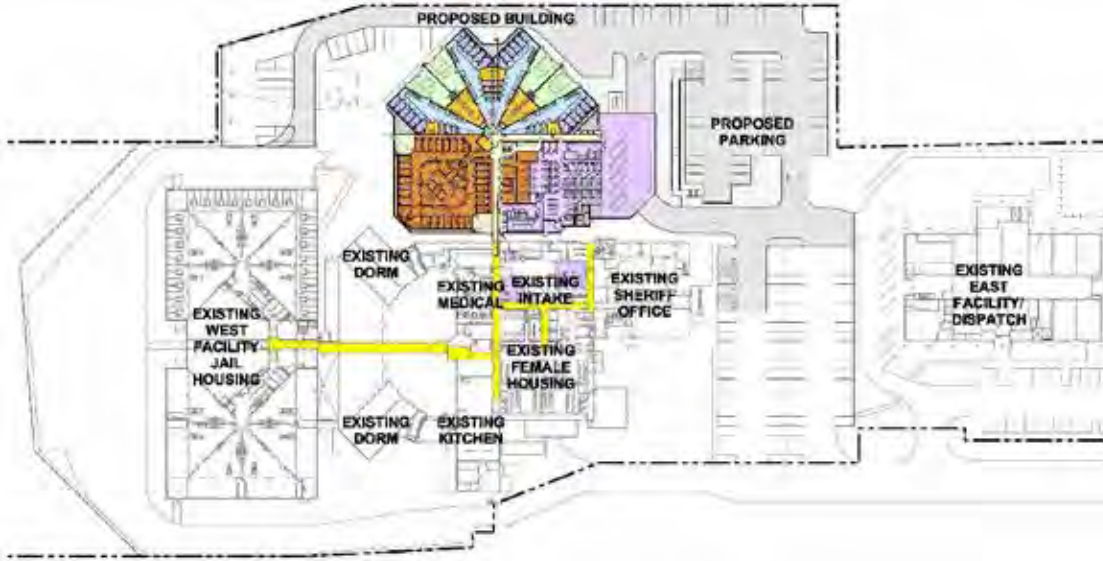 PROPOSED BUILDING
PROPOSED
PARKING
EXISTING
DORM
EXISTING
MEDICAL
EXISTING
INTAKE
EXISTING
SHERIFF
OFFICE
EXISTING
EAST
FACILITY/
DISPATCH
EXISTING
WEST
FACILITY
JAIL
HOUSING
EXISTING
FEMALE
HOUSING
EXISTING
DORM
EXISTING
KITCHEN